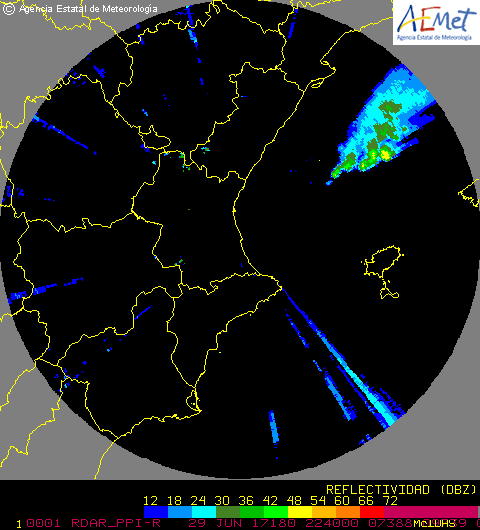 © Agencia Estatal de Meteorología
AEMet
Agencia Estatal de Meteorología
REFLECTIVIDAD (DBZ)
12 18 24 30 36 42 48 54 60 66 72
1 0001 RDAR_PPI-R 29 JUN 17180 224000